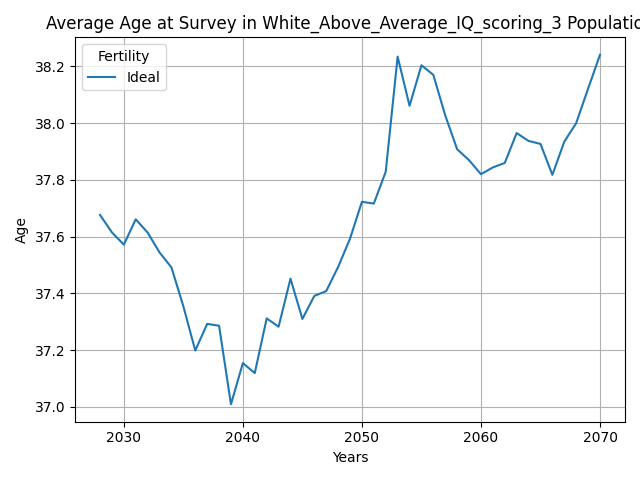 Average Age at Survey in White_Above_Average_IQ_scoring_3 Populatio
Fertility
Ideal
38.2
38.0
37.8
37.6
37.4
37.2
37.0
Age
2030 2040 2050 2060 2070
Years